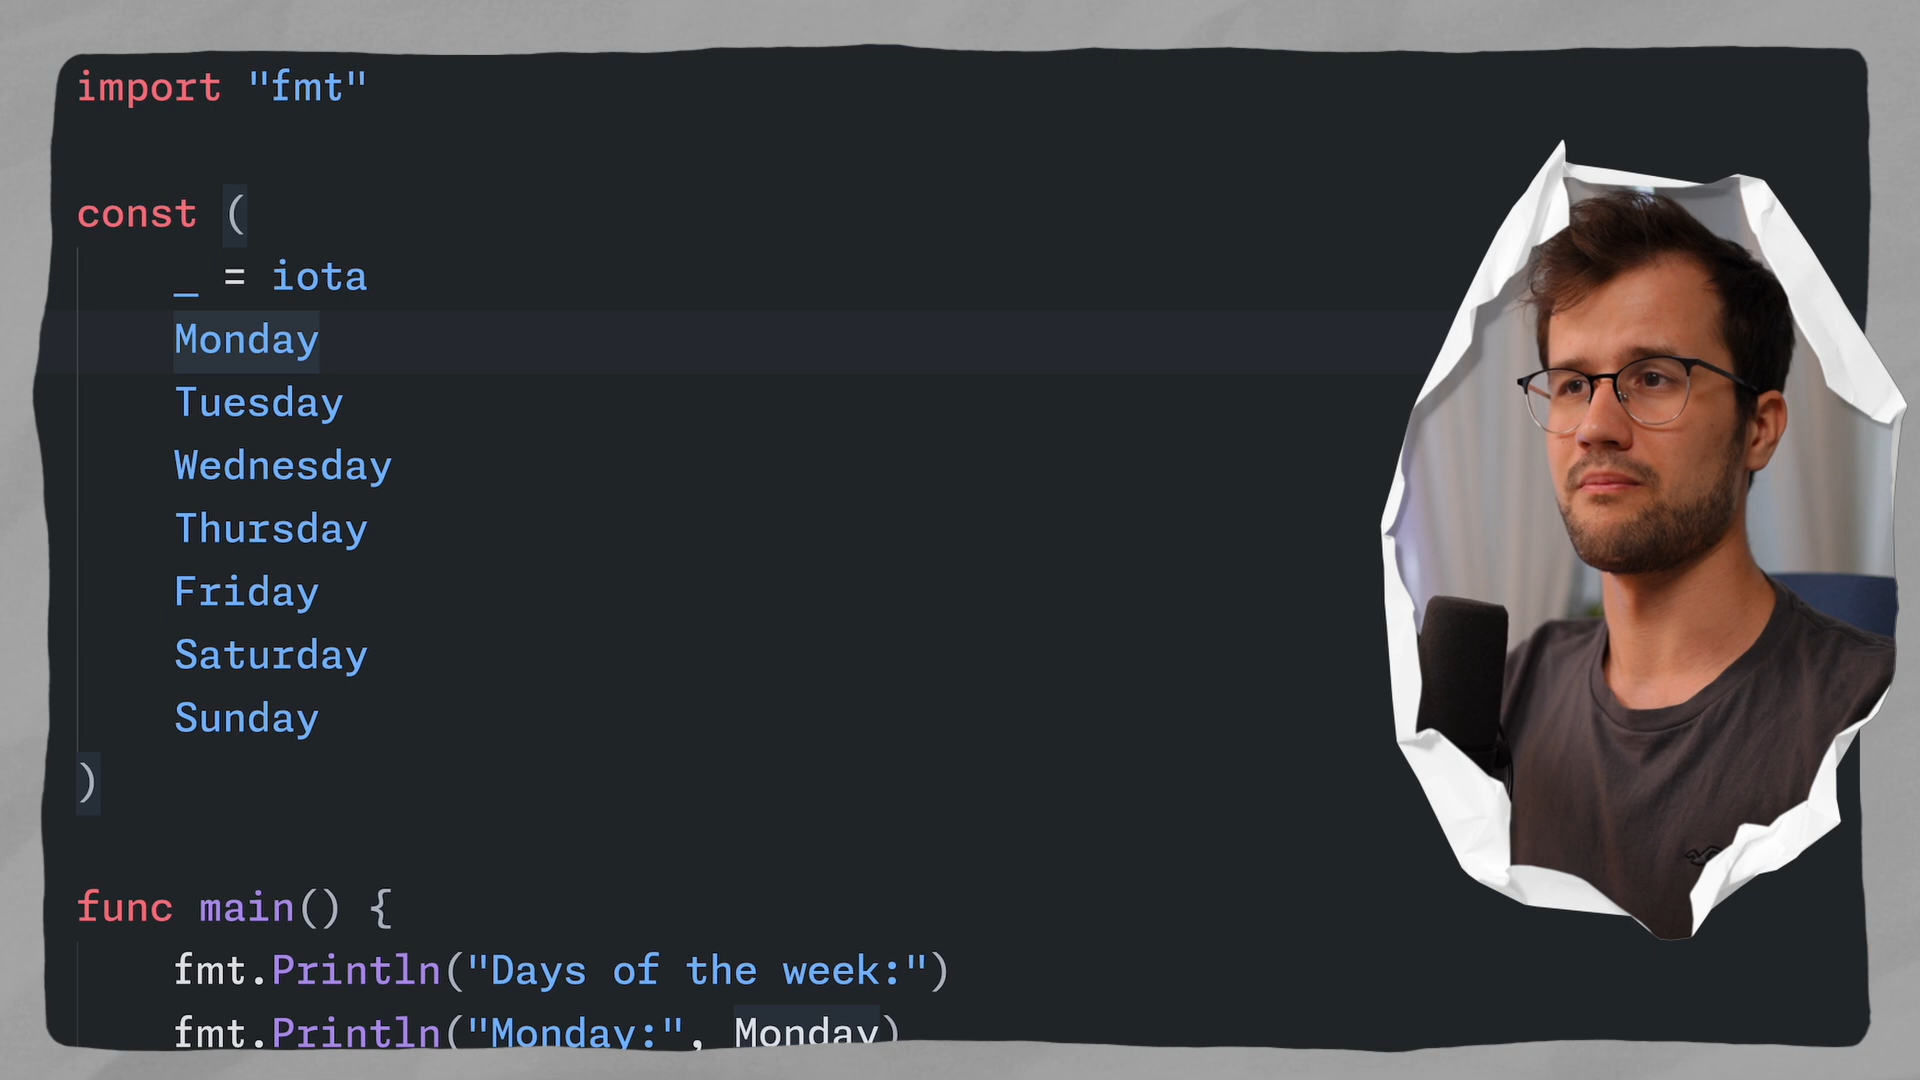 import "fmt"
const (
_ = iota
Monday
Tuesday
Wednesday
Thursday
Friday
Saturday
Sunday
)
func main() {
fmt.Println("Days of the week:")
fmt.Println("Monday:", Monday)